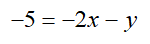 −5 = −2x − y